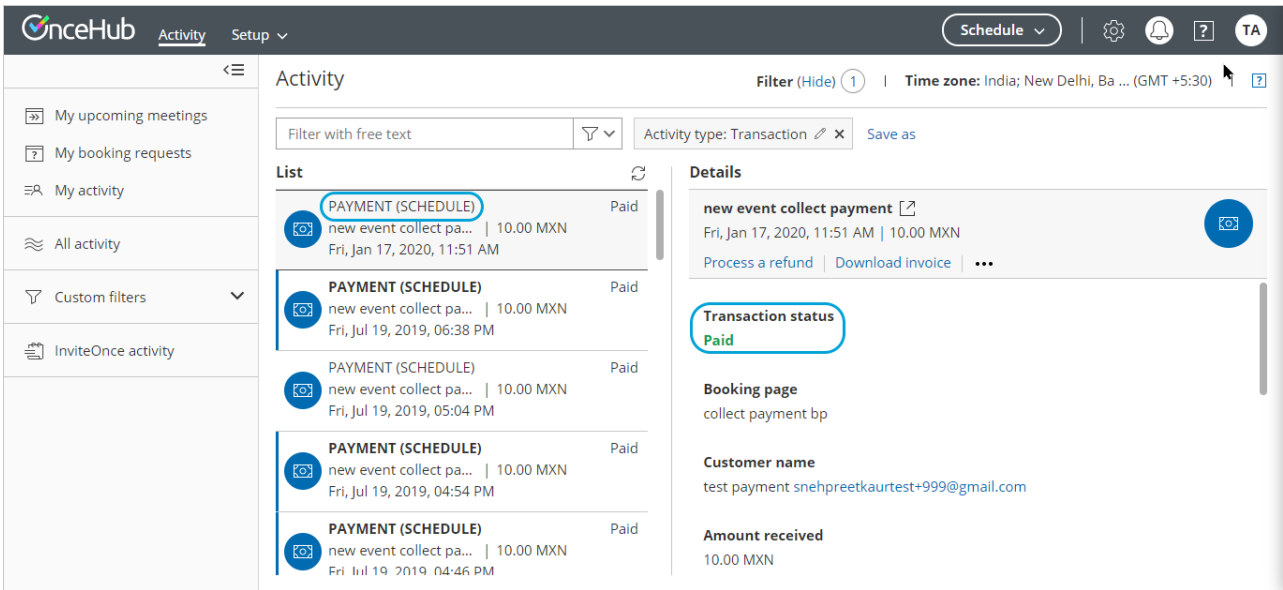 OnceHub Activity Setup Schedule ? TA
Activity
Filter (Hide) 1 | Time zone: India; New Delhi, Ba ... (GMT +5:30) ?
My upcoming meetings
My booking requests
My activity
All activity
Custom filters
InviteOnce activity
Filter with free text
Activity type: Transaction
Save as
List
PAYMENT (SCHEDULE) Paid
new event collect pa... | 10.00 MXN
Fri, Jan 17, 2020, 11:51 AM
PAYMENT (SCHEDULE) Paid
new event collect pa... | 10.00 MXN
Fri, Jul 19, 2019, 06:38 PM
PAYMENT (SCHEDULE) Paid
new event collect pa... | 10.00 MXN
Fri, Jul 19, 2019, 05:04 PM
PAYMENT (SCHEDULE) Paid
new event collect pa... | 10.00 MXN
Fri, Jul 19, 2019, 04:54 PM
PAYMENT (SCHEDULE) Paid
new event collect pa... | 10.00 MXN
Fri, Jul 19, 2019, 04:46 PM
Details
new event collect payment
Fri, Jan 17, 2020, 11:51 AM | 10.00 MXN
Process a refund | Download invoice | •••
Transaction status
Paid
Booking page
collect payment bp
Customer name
test payment snehpreetkaurtest+999@gmail.com
Amount received
10.00 MXN